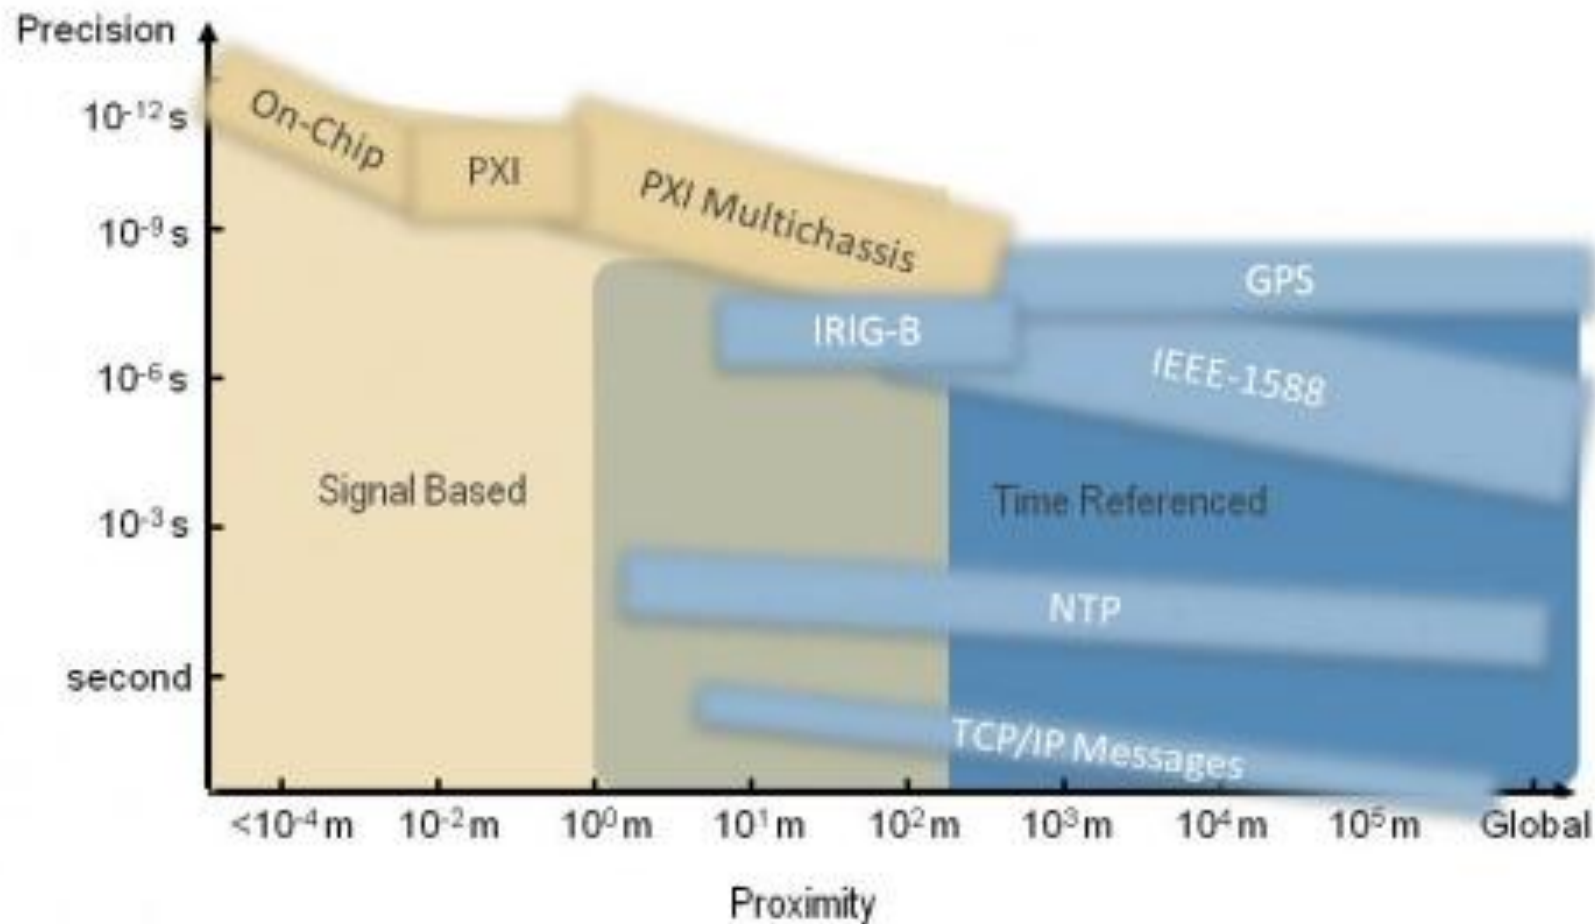 Precision
10⁻¹² s
10⁻⁹ s
10⁻⁶ s
10⁻³ s
second
On-Chip
PXI
PXI Multichassis
GPS
IRIG-B
IEEE-1588
Signal Based
Time Referenced
NTP
TCP/IP Messages
<10⁻⁴ m 10⁻² m 10⁰ m 10¹ m 10² m 10³ m 10⁴ m 10⁵ m Global
Proximity